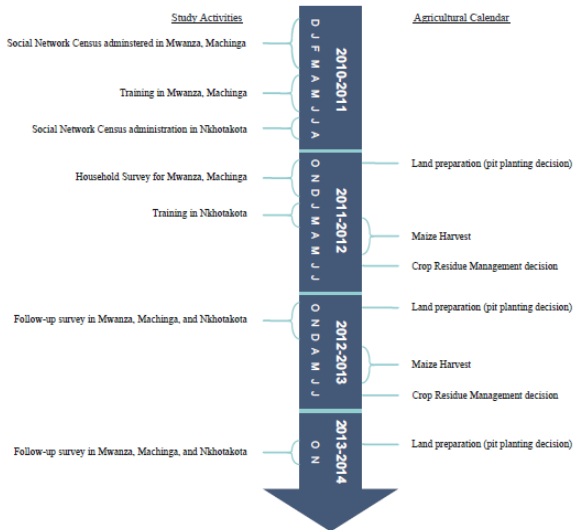 Study Activities
Agricultural Calendar
2010-2011
D J F M A M J J A
Social Network Census adminstered in Mwanza, Machinga
Training in Mwanza, Machinga
Social Network Census administration in Nkhotakota
2011-2012
O N D J M A M J J
Land preparation (pit planting decision)
Household Survey for Mwanza, Machinga
Training in Nkhotakota
Maize Harvest
Crop Residue Management decision
2012-2013
O N D A M J J
Land preparation (pit planting decision)
Follow-up survey in Mwanza, Machinga, and Nkhotakota
Maize Harvest
Crop Residue Management decision
2013-2014
O N
Land preparation (pit planting decision)
Follow-up survey in Mwanza, Machinga, and Nkhotakota